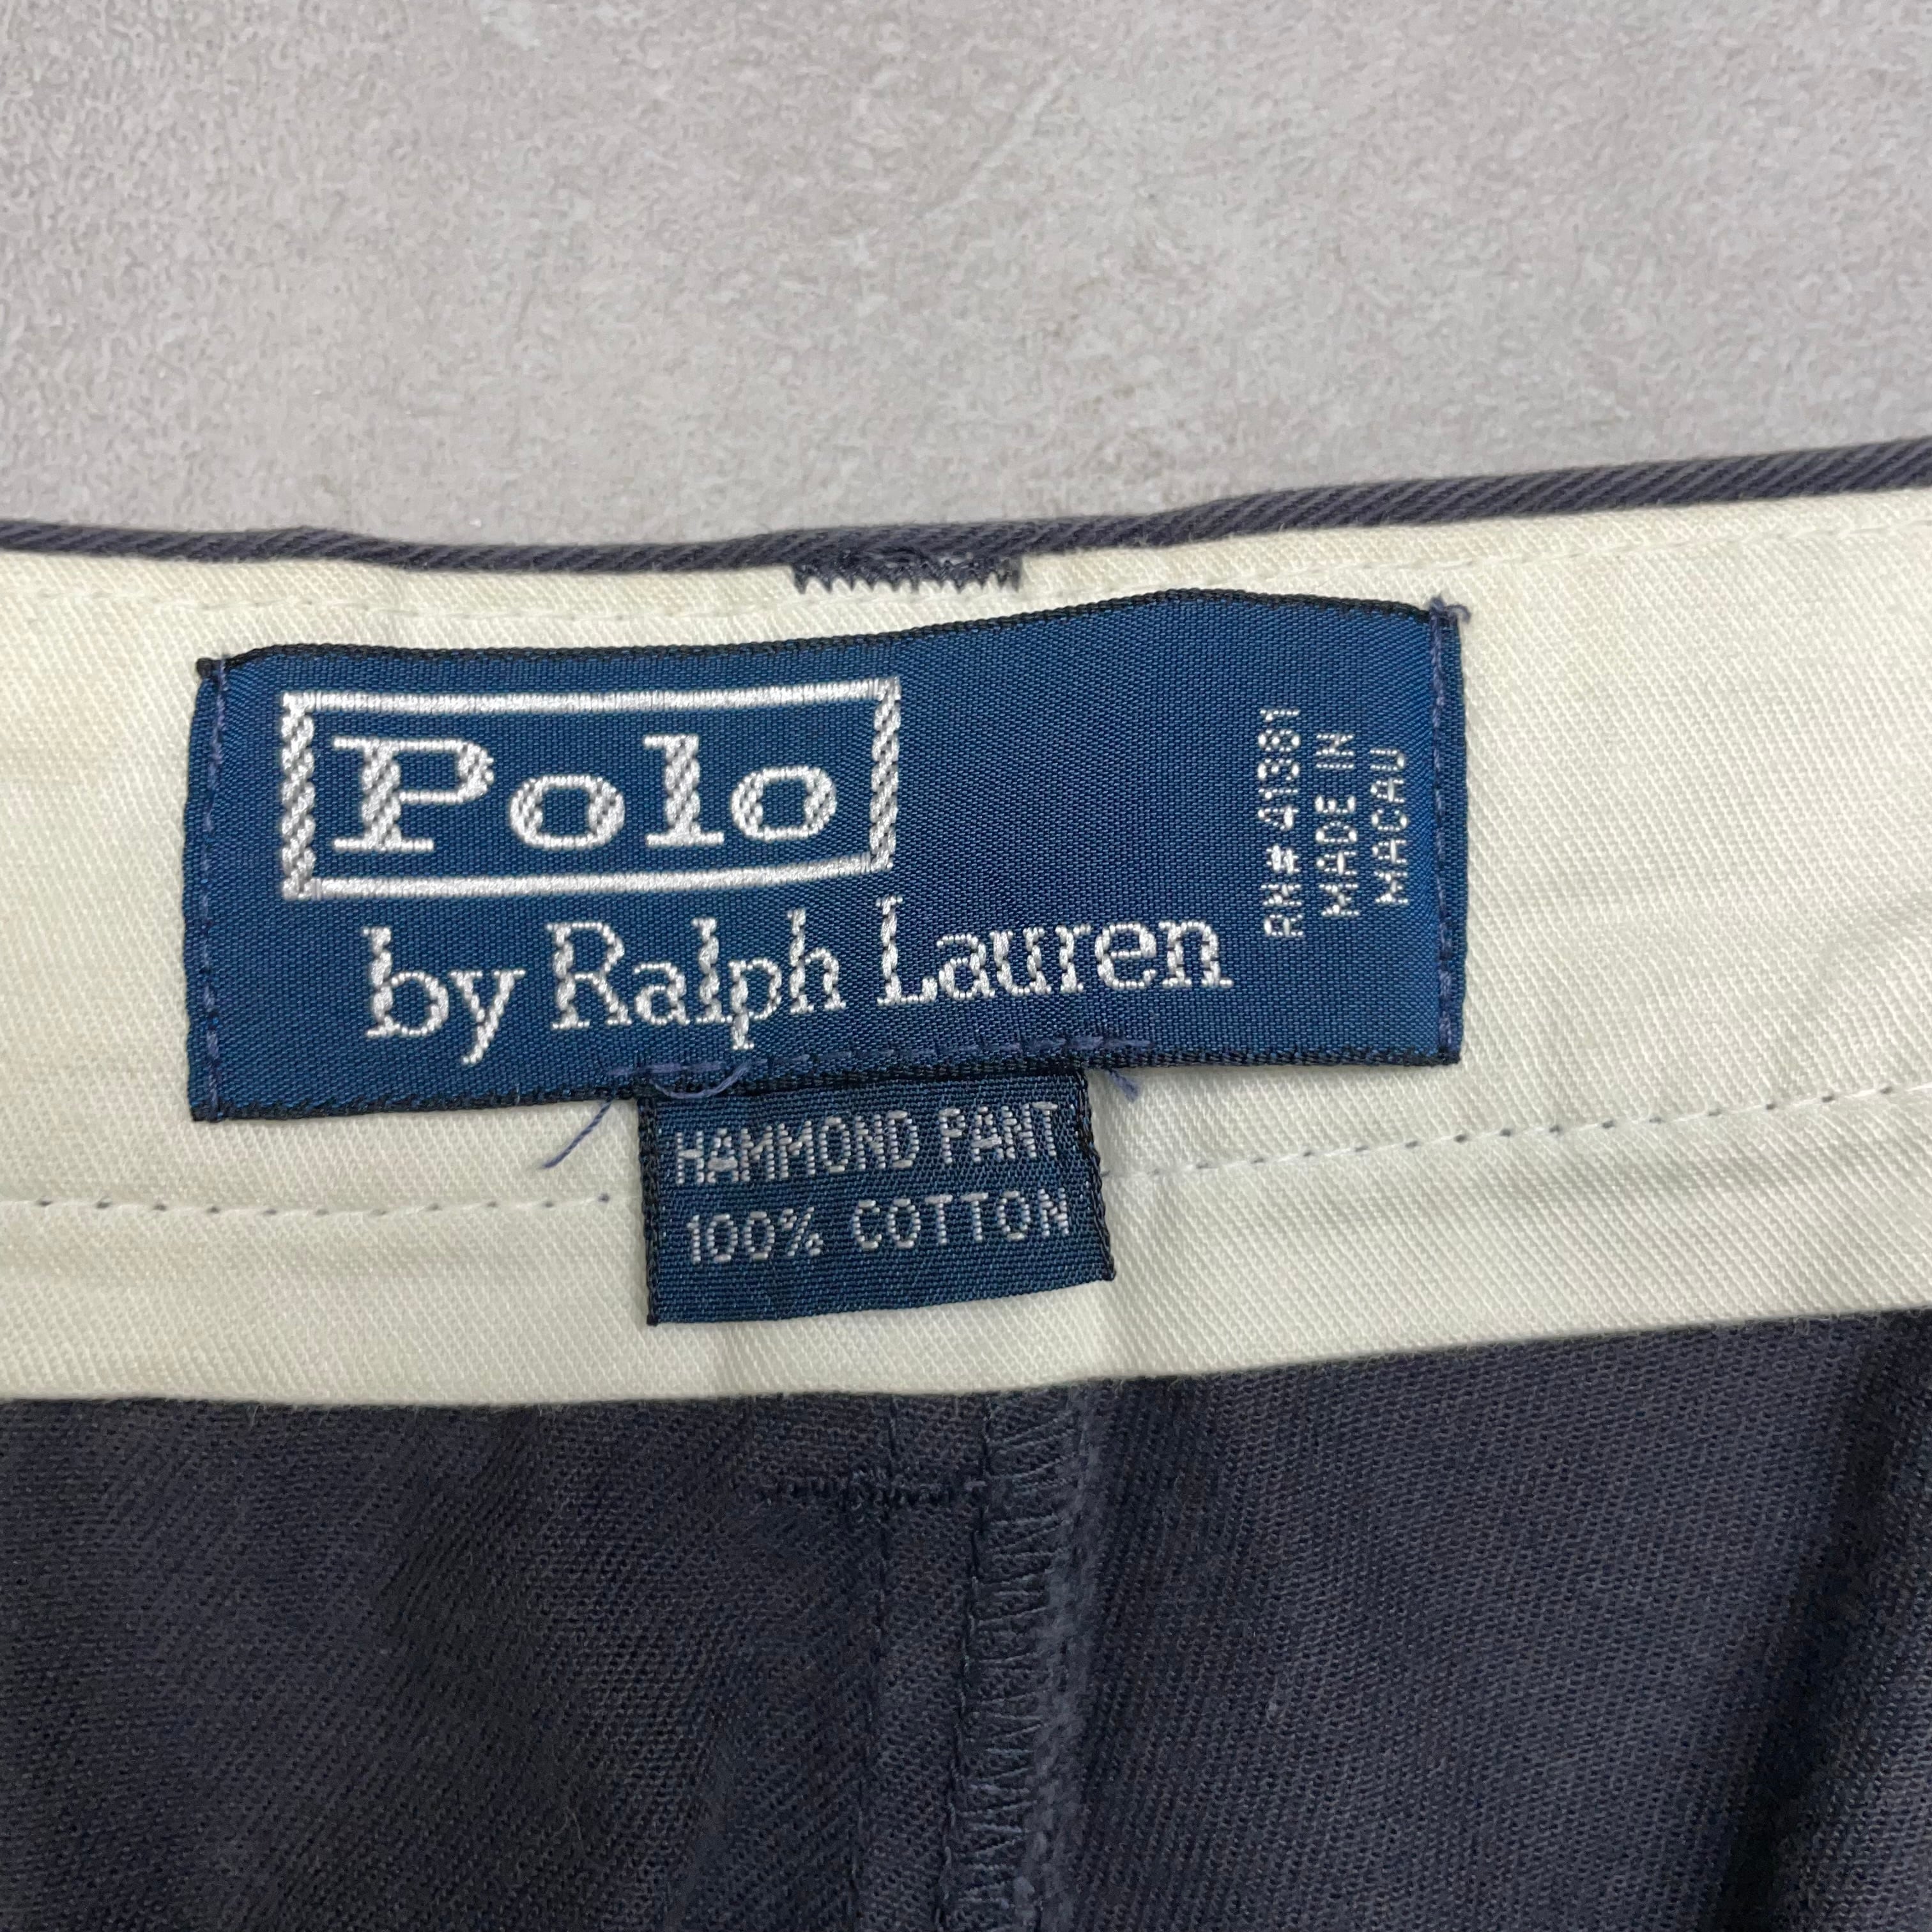 Polo
by Ralph Lauren
RN# 41381
MADE IN
MACAU
HAMMOND PANT
100% COTTON